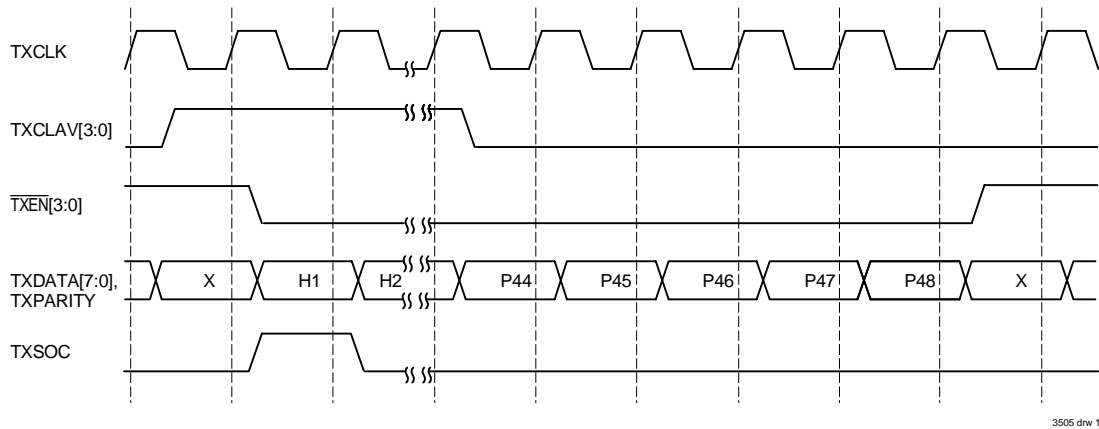 TXCLK
TXCLAV[3:0]
TXEN[3:0]
TXDATA[7:0],
TXPARITY
X H1 H2 P44 P45 P46 P47 P48 X
TXSOC
3505 drw 1